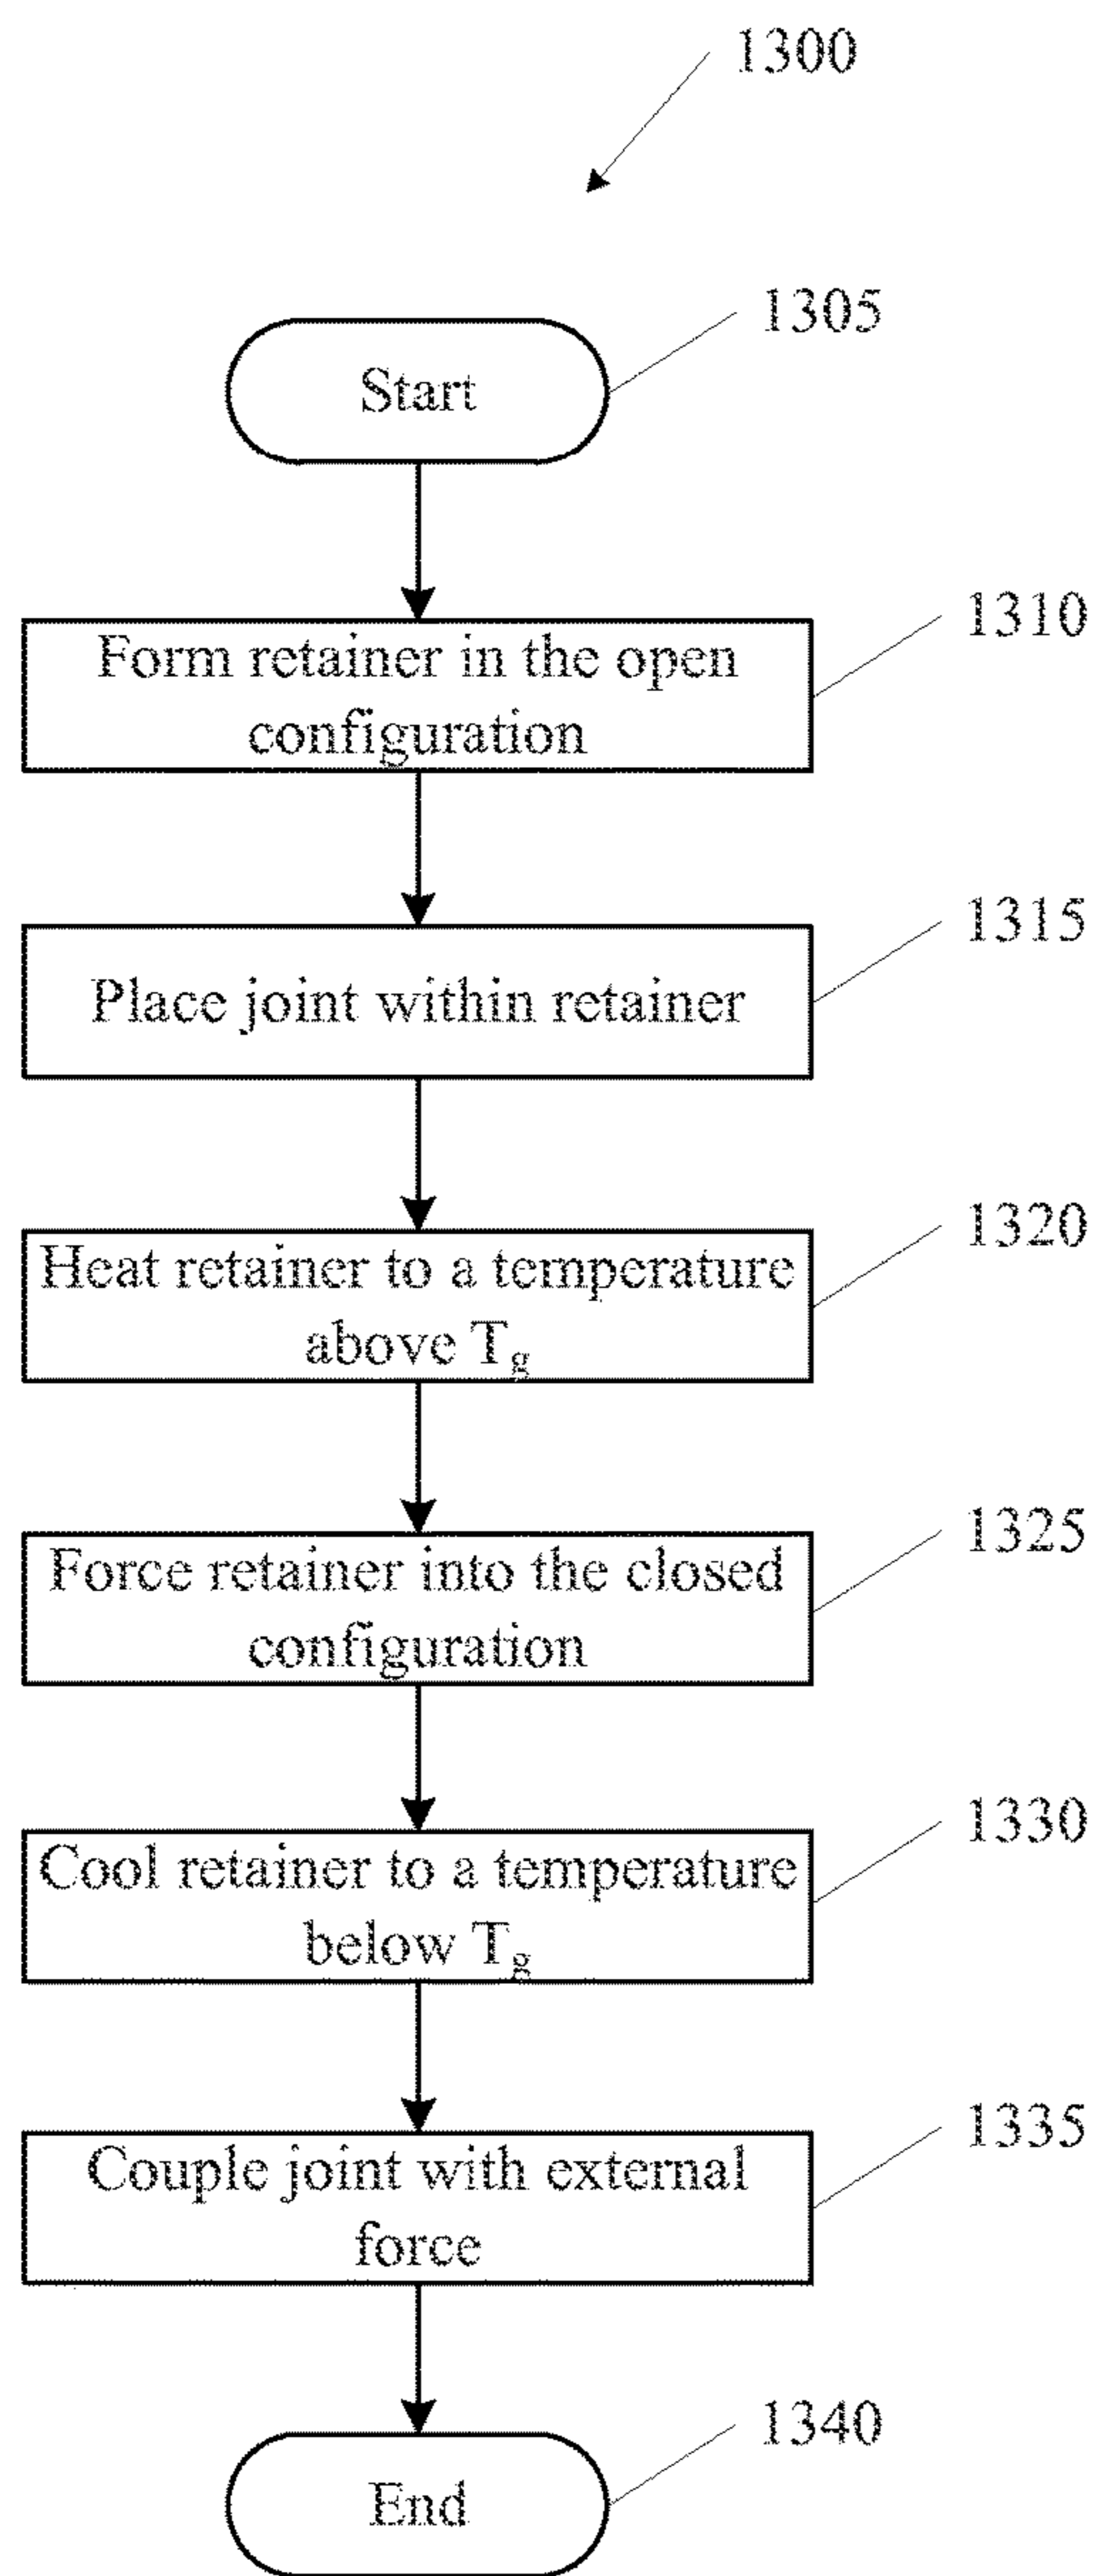 1300
1305
Start
1310
Form retainer in the open
configuration
1315
Place joint within retainer
1320
Heat retainer to a temperature
above Tg
1325
Force retainer into the closed
configuration
1330
Cool retainer to a temperature
below Tg
1335
Couple joint with external
force
1340
End